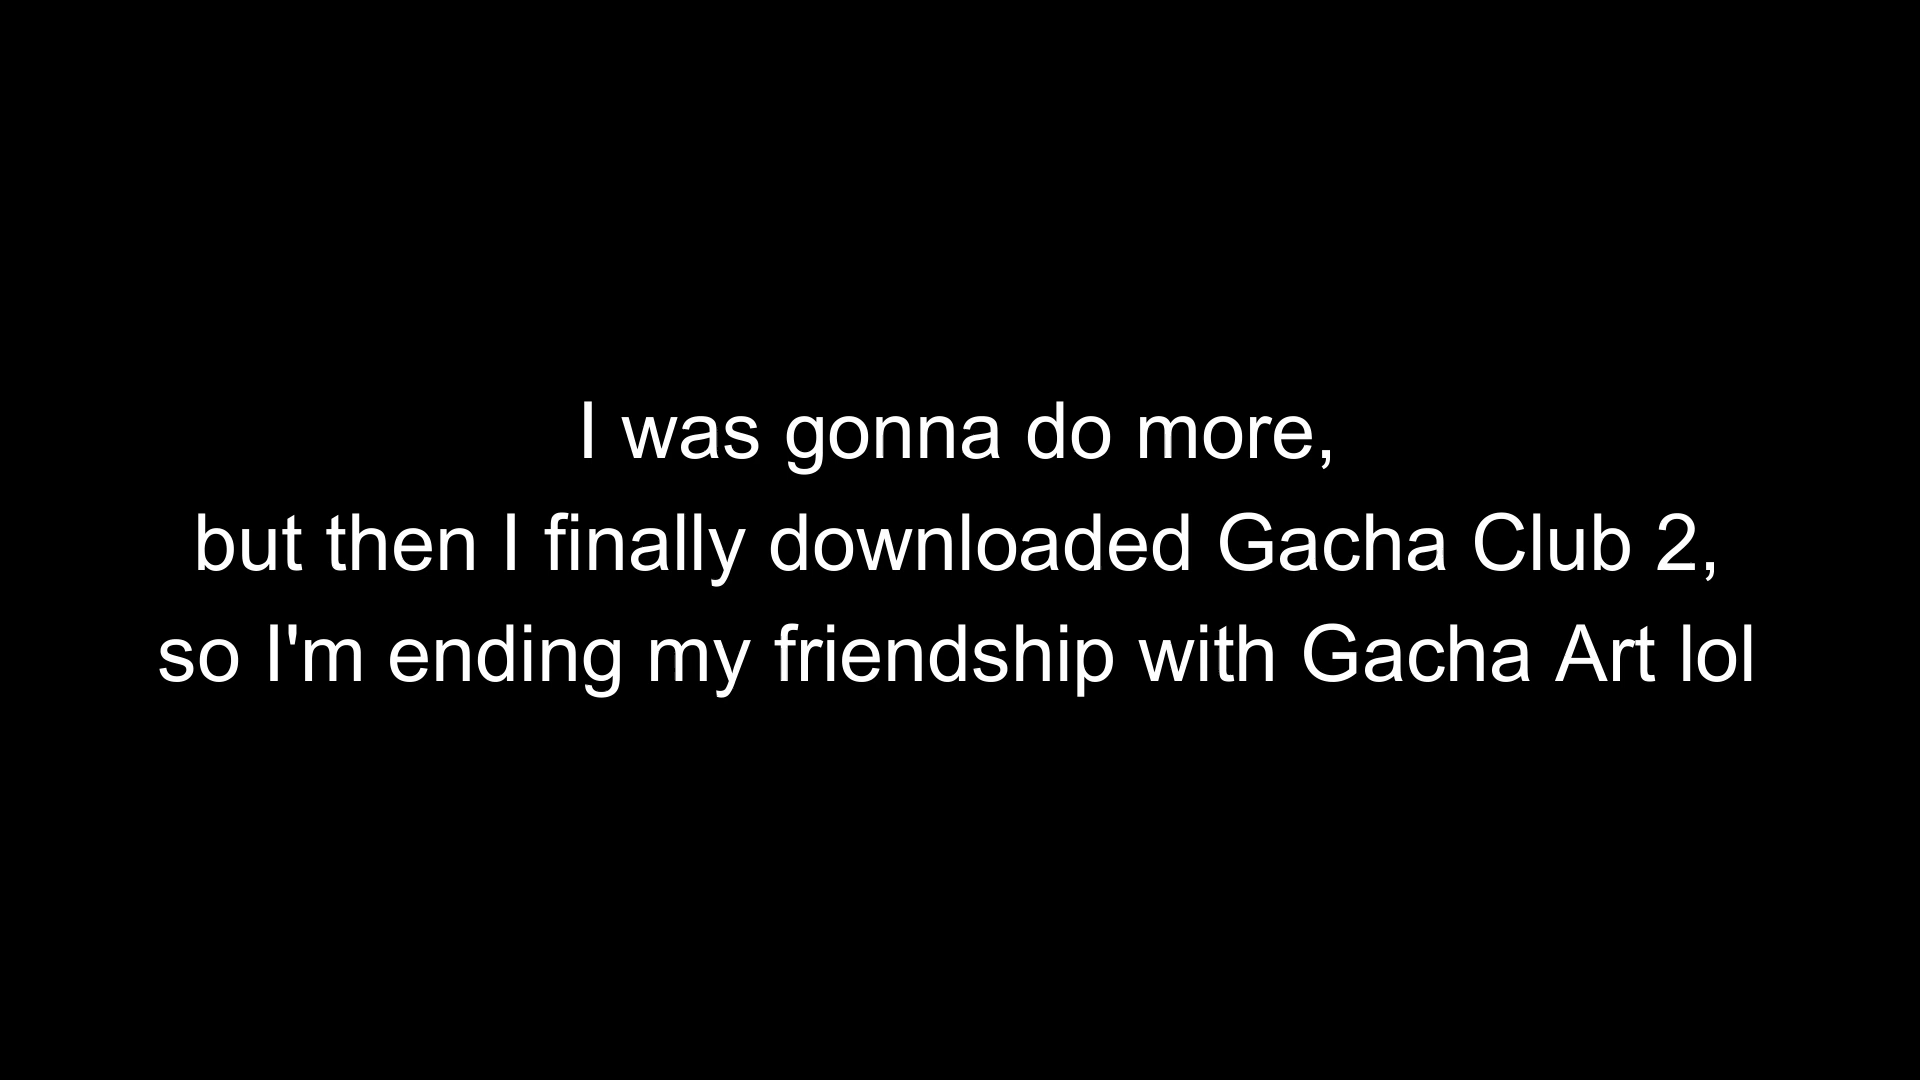 I was gonna do more,
but then I finally downloaded Gacha Club 2,
so I'm ending my friendship with Gacha Art lol